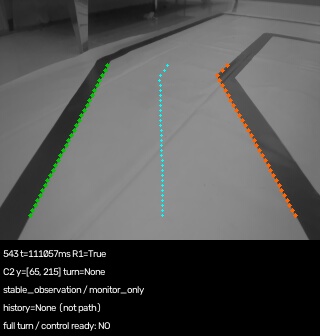 543 t=111057ms R1=True
C2 y=[65, 215] turn=None
stable_observation / monitor_only
history=None (not path)
full turn / control ready: NO